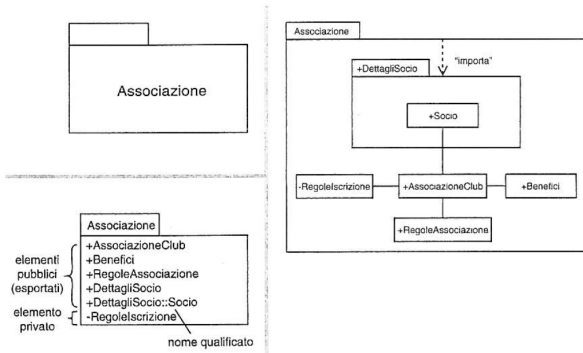 Associazione
Associazione
+AssociazioneClub
+Benefici
+RegoleAssociazione
+DettagliSocio
+DettagliSocio::Socio
-RegoleIscrizione
elementi
pubblici
(esportati)
elemento
privato
nome qualificato
Associazione
"importa"
+DettagliSocio
+Socio
-RegoleIscrizione
+AssociazioneClub
+Benefici
+RegoleAssociazione